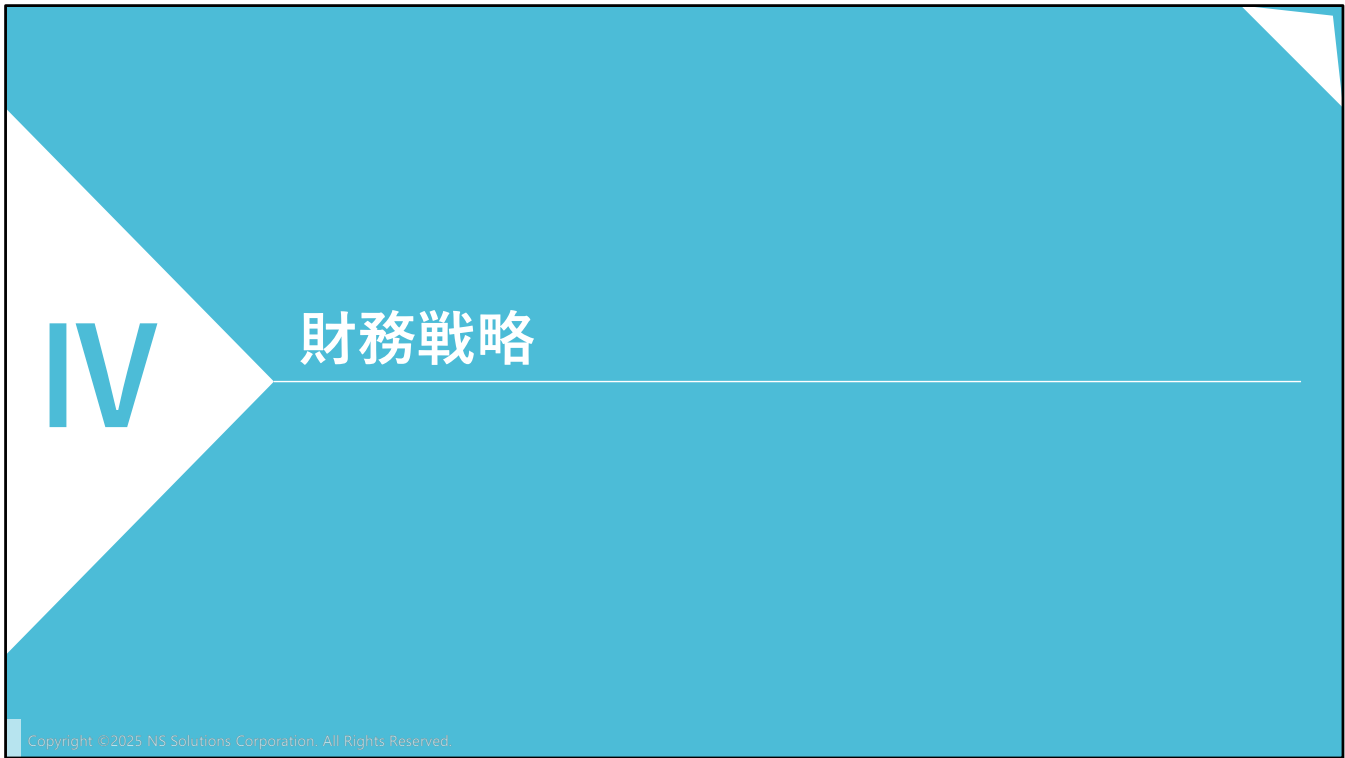 IV
財務戦略
Copyright ©2025 NS Solutions Corporation. All Rights Reserved.